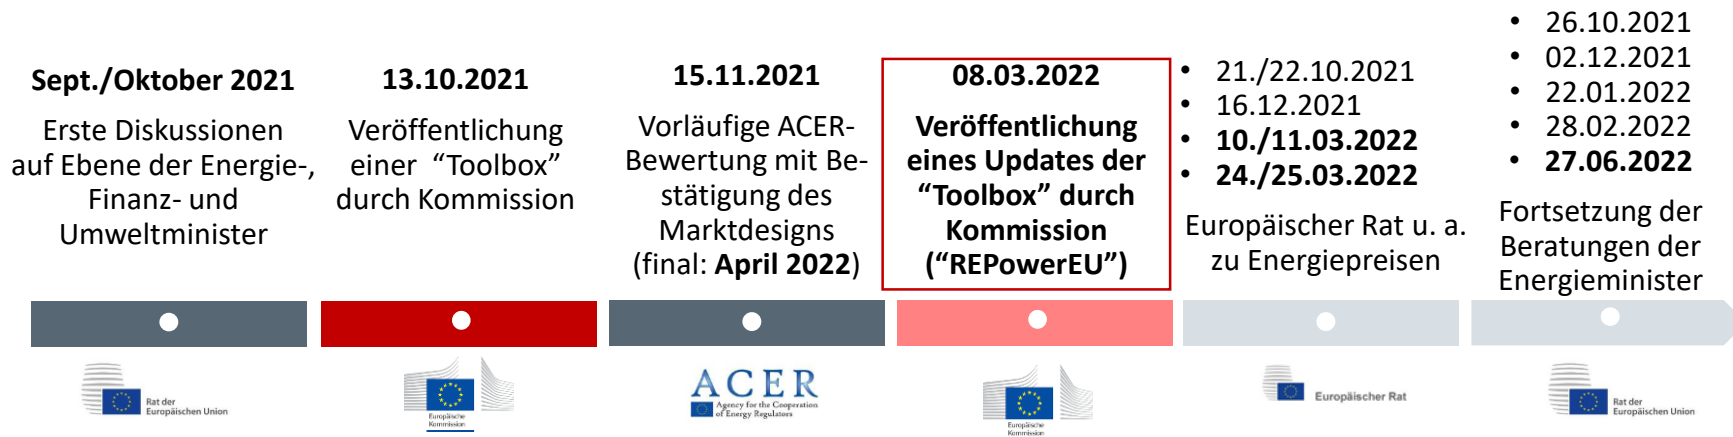 Sept./Oktober 2021
Erste Diskussionen
auf Ebene der Energie-,
Finanz- und
Umweltminister
13.10.2021
Veröffentlichung
einer “Toolbox”
durch Kommission
15.11.2021
Vorläufige ACER-
Bewertung mit Be-
stätigung des
Marktdesigns
(final: April 2022)
08.03.2022
Veröffentlichung
eines Updates der
“Toolbox” durch
Kommission
(“REPowerEU”)
• 21./22.10.2021
• 16.12.2021
• 10./11.03.2022
• 24./25.03.2022
Europäischer Rat u. a.
zu Energiepreisen
• 26.10.2021
• 02.12.2021
• 22.01.2022
• 28.02.2022
• 27.06.2022
Fortsetzung der
Beratungen der
Energieminister
Rat der
Europäischen Union
Europäische
Kommission
ACER
Agency for the Cooperation
of Energy Regulators
Europäische
Kommission
Europäischer Rat
Rat der
Europäischen Union